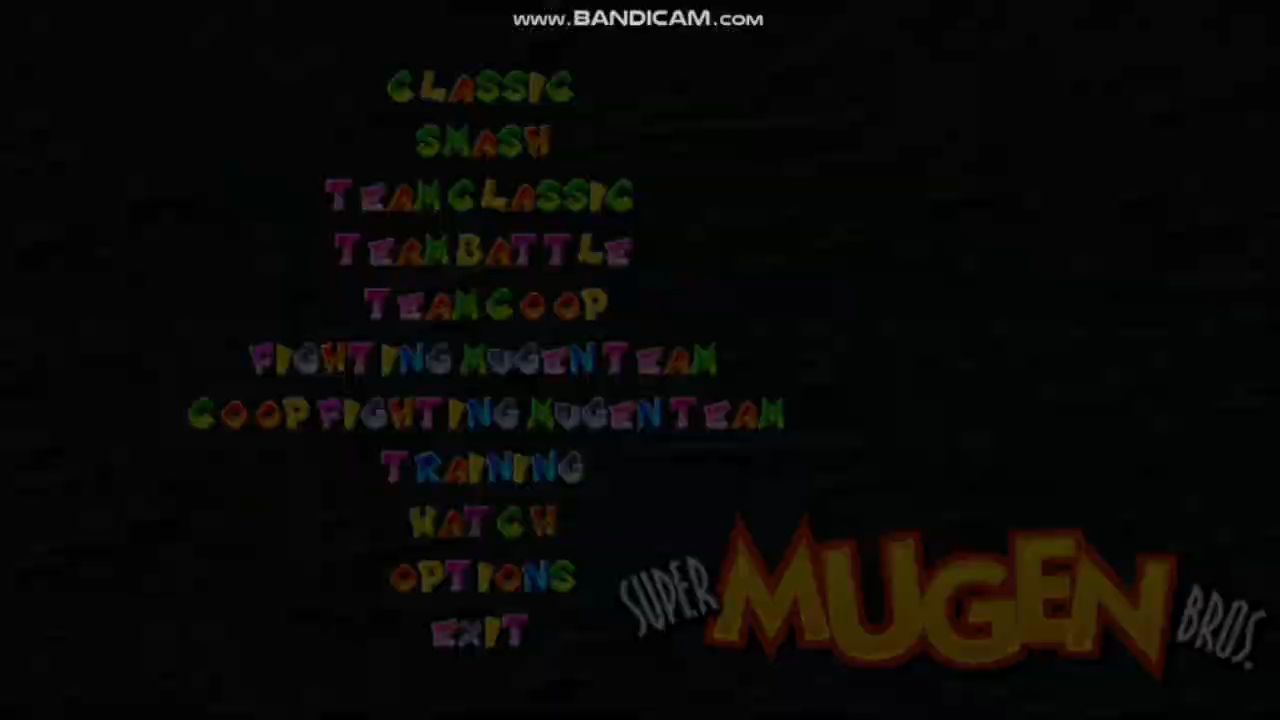 www.BANDICAM.com
CLASSIC
SMASH
TEAM CLASSIC
TEAM BATTLE
TEAM COOP
FIGHTING MUGEN TEAM
COOP FIGHTING MUGEN TEAM
TRAINING
WATCH
OPTIONS
EXIT
SUPER MUGEN BROS.